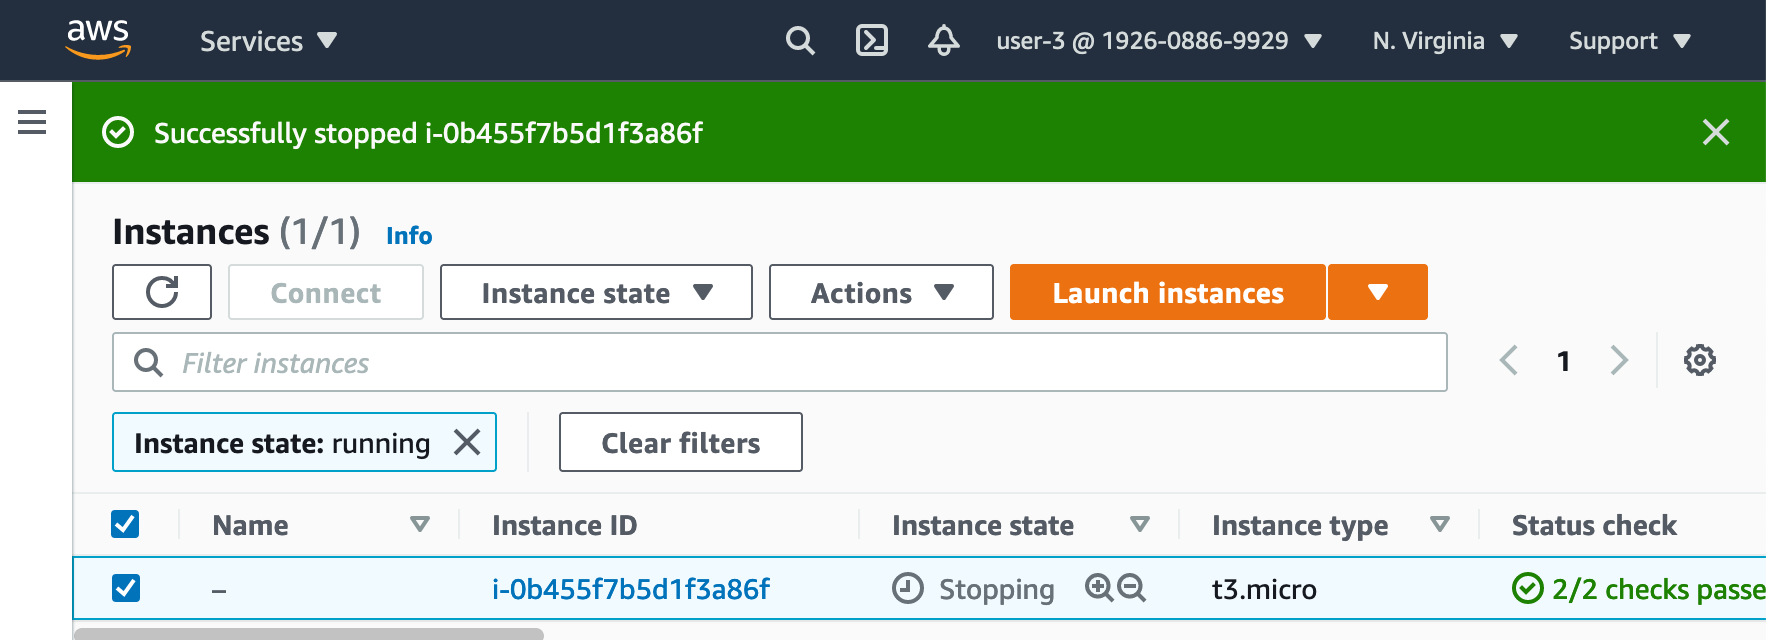 aws Services user-3 @ 1926-0886-9929 N. Virginia Support
Successfully stopped i-0b455f7b5d1f3a86f
Instances (1/1) Info
Connect Instance state Actions Launch instances
Filter instances 1
Instance state: running Clear filters
Name Instance ID Instance state Instance type Status check
– i-0b455f7b5d1f3a86f Stopping t3.micro 2/2 checks passe